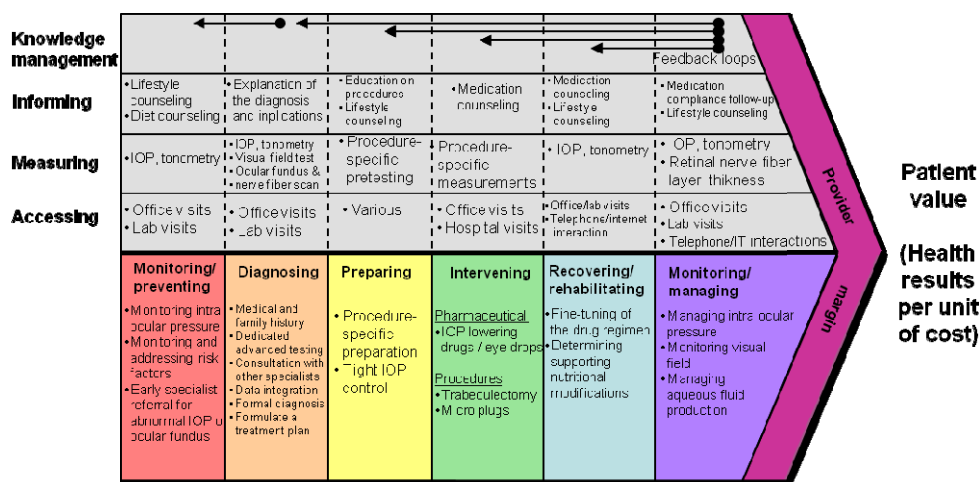 Knowledge
management
Feedback loops
Informing
• Lifestyle
counseling
• Diet counseling
• Explanation of
the diagnosis
and implications
• Education on
procedures
• Lifestyle
counseling
• Medication
counseling
• Medication
counseling
• Lifestyle
counseling
• Medication
compliance follow-up
• Lifestyle counseling
Measuring
• IOP, tonometry
• IOP, tonometry
• Visual field test
• Ocular fundus &
nerve fiber scan
• Procedure-
specific
pretesting
Procedure-
specific
measurements
• IOP, tonometry
• IOP, tonometry
• Retinal nerve fiber
layer thikness
Accessing
• Office visits
• Lab visits
• Office visits
• Lab visits
• Various
• Office visits
• Hospital visits
• Office/lab visits
• Telephone/internet
interaction
• Office visits
• Lab visits
• Telephone/IT interactions
Monitoring/
preventing
• Monitoring intra
ocular pressure
• Monitoring and
addressing risk
factors
• Early specialist
referral for
abnormal IOP o
ocular fundus
Diagnosing
• Medical and
family history
• Dedicated
advanced testing
• Consultation with
other specialists
• Data integration
• Formal diagnosis
• Formulate a
treatment plan
Preparing
• Procedure-
specific
preparation
• Tight IOP
control
Intervening
Pharmaceutical
• ICP lowering
drugs / eye drops
Procedures
• Trabeculectomy
• Micro plugs
Recovering/
rehabilitating
• Fine-tuning of
the drug regimen
• Determining
supporting
nutritional
modifications
Monitoring/
managing
• Managing intra ocular
pressure
• Monitoring visual
field
• Managing
aqueous fluid
production
Provider
margin
Patient
value
(Health
results
per unit
of cost)